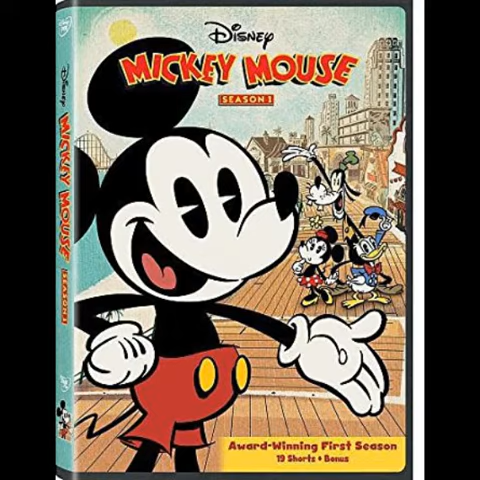 Disney
MICKEY MOUSE
SEASON 1
Disney
MICKEY MOUSE
SEASON 1
Award-Winning First Season
19 Shorts • Bonus